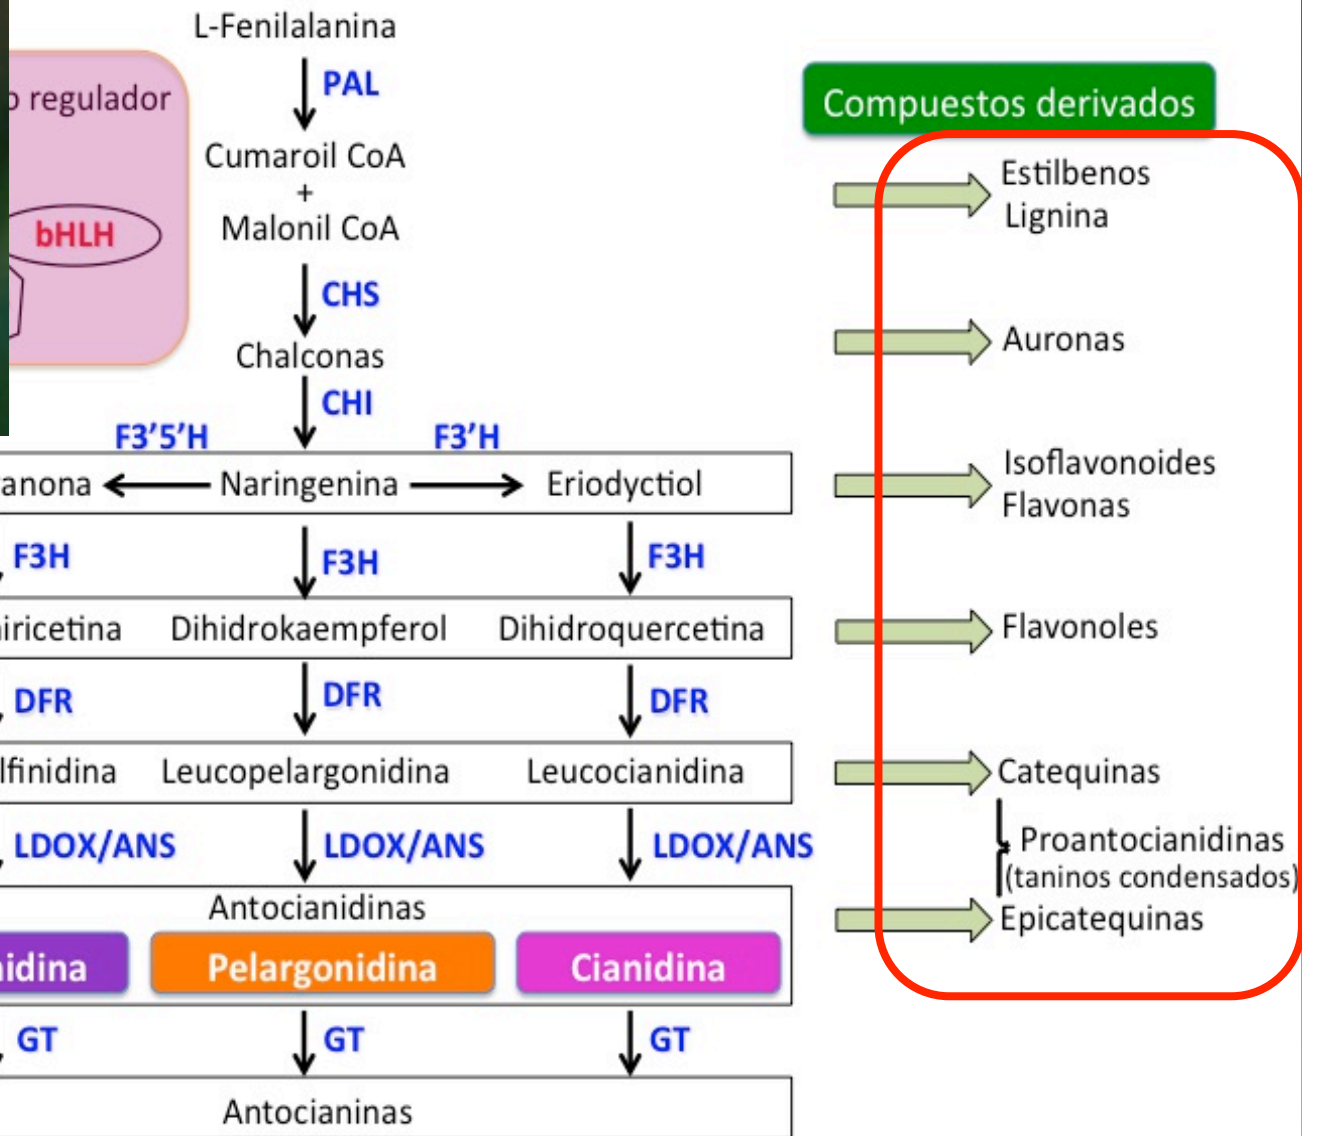 L-Fenilalanina
PAL
Compuestos derivados
regulador
Cumaroil CoA
+
Malonil CoA
Estilbenos
Lignina
bHLH
CHS
Chalconas
Auronas
CHI
F3'5'H F3'H
anona Naringenina Eriodyctiol
Isoflavonoides
Flavonas
F3H F3H F3H
iricetina Dihidrokaempferol Dihidroquercetina
Flavonoles
DFR DFR DFR
lfinidina Leucopelargonidina Leucocianidina
Catequinas
LDOX/ANS LDOX/ANS LDOX/ANS
Proantocianidinas
(taninos condensados)
Antocianidinas
Epicatequinas
idina Pelargonidina Cianidina
GT GT GT
Antocianinas